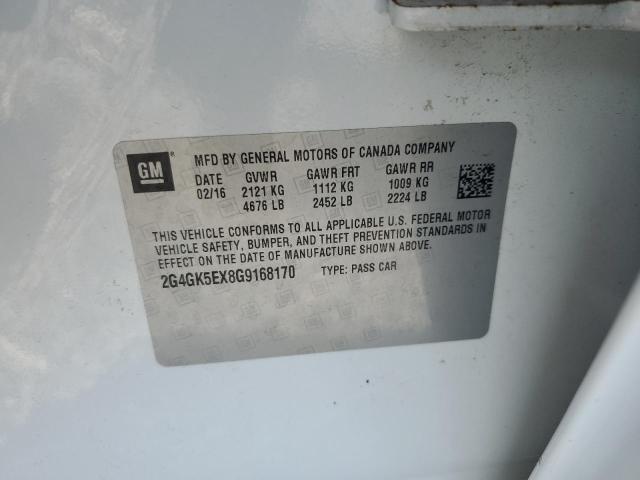 GM
MFD BY GENERAL MOTORS OF CANADA COMPANY
DATE GVWR GAWR FRT GAWR RR
02/16 2121 KG 1112 KG 1009 KG
4676 LB 2452 LB 2224 LB
THIS VEHICLE CONFORMS TO ALL APPLICABLE U.S. FEDERAL MOTOR
VEHICLE SAFETY, BUMPER, AND THEFT PREVENTION STANDARDS IN
EFFECT ON THE DATE OF MANUFACTURE SHOWN ABOVE.
2G4GK5EX8G9168170 TYPE: PASS CAR